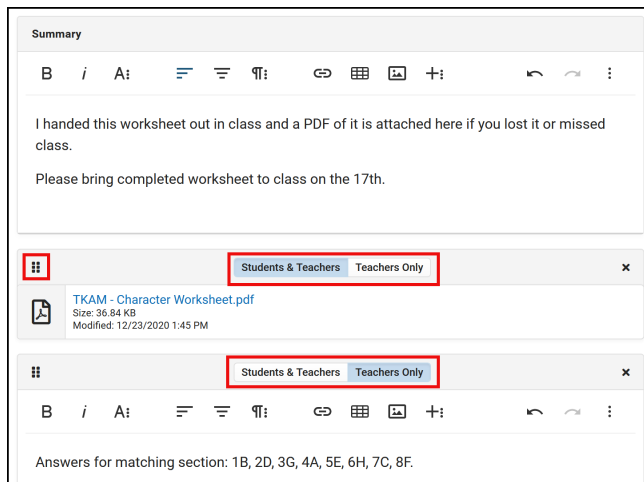 Summary
B i A
I handed this worksheet out in class and a PDF of it is attached here if you lost it or missed
class.
Please bring completed worksheet to class on the 17th.
Students & Teachers Teachers Only
TKAM - Character Worksheet.pdf
Size: 36.84 KB
Modified: 12/23/2020 1:45 PM
Students & Teachers Teachers Only
B i A
Answers for matching section: 1B, 2D, 3G, 4A, 5E, 6H, 7C, 8F.